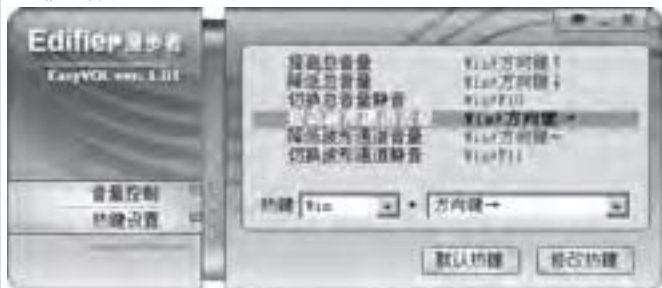 Edifier漫步者
EasyVOL ver. 1.01
音量控制
热键设置
提高总音量 Win+方向键↑
降低总音量 Win+方向键↓
切换总音量静音 Win+F10
Win+方向键→
降低波形通道音量 Win+方向键←
切换波形通道静音 Win+F11
热键 Win + 方向键→
默认热键 修改热键